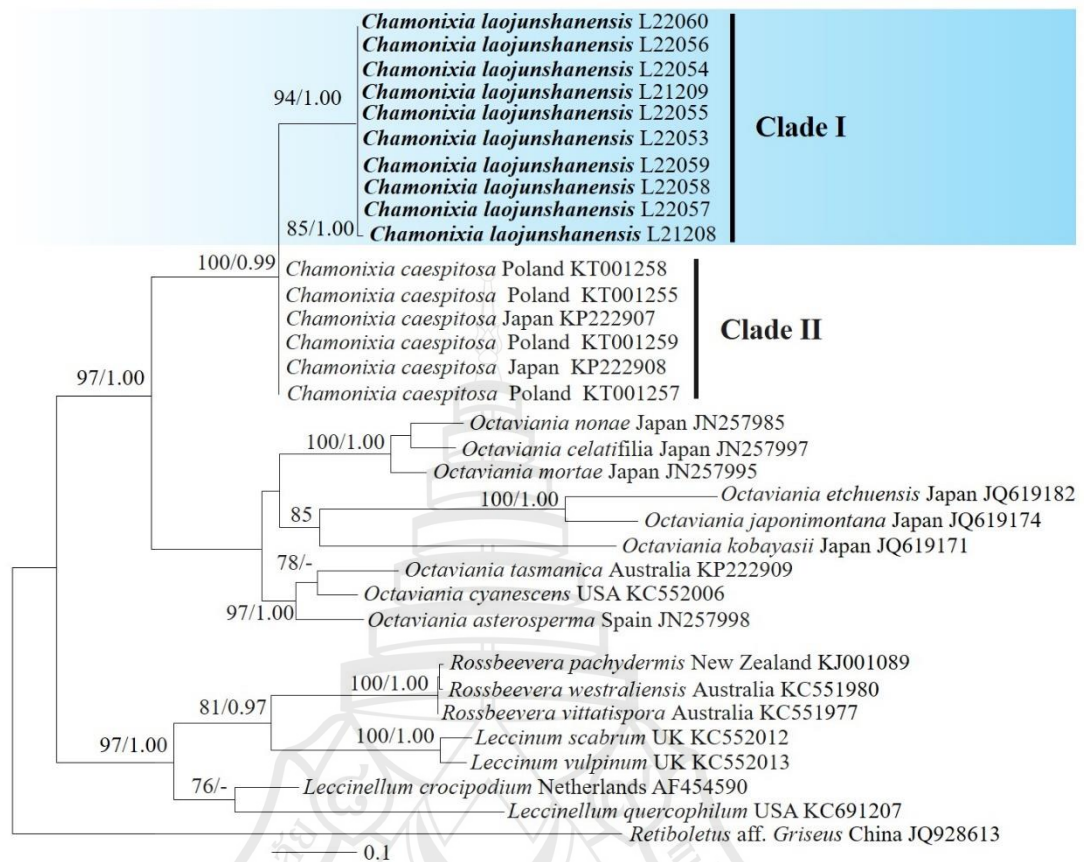 Chamonixia laojunshanensis L22060
Chamonixia laojunshanensis L22056
Chamonixia laojunshanensis L22054
94/1.00
Chamonixia laojunshanensis L21209
Chamonixia laojunshanensis L22055
Clade I
Chamonixia laojunshanensis L22053
Chamonixia laojunshanensis L22059
Chamonixia laojunshanensis L22058
Chamonixia laojunshanensis L22057
85/1.00
Chamonixia laojunshanensis L21208
100/0.99
Chamonixia caespitosa Poland KT001258
Chamonixia caespitosa Poland KT001255
Chamonixia caespitosa Japan KP222907
Clade II
Chamonixia caespitosa Poland KT001259
Chamonixia caespitosa Japan KP222908
97/1.00
Chamonixia caespitosa Poland KT001257
Octaviania nonae Japan JN257985
100/1.00
Octaviania celatifilia Japan JN257997
Octaviania mortae Japan JN257995
100/1.00
Octaviania etchuensis Japan JQ619182
85
Octaviania japonimontana Japan JQ619174
Octaviania kobayasii Japan JQ619171
78/-
Octaviania tasmanica Australia KP222909
Octaviania cyanescens USA KC552006
97/1.00
Octaviania asterosperma Spain JN257998
Rossbeevera pachydermis New Zealand KJ001089
100/1.00
Rossbeevera westraliensis Australia KC551980
81/0.97
Rossbeevera vittatispora Australia KC551977
100/1.00
Leccinum scabrum UK KC552012
97/1.00
Leccinum vulpinum UK KC552013
76/-
Leccinellum crocipodium Netherlands AF454590
Leccinellum quercophilum USA KC691207
Retiboletus aff. Griseus China JQ928613
0.1